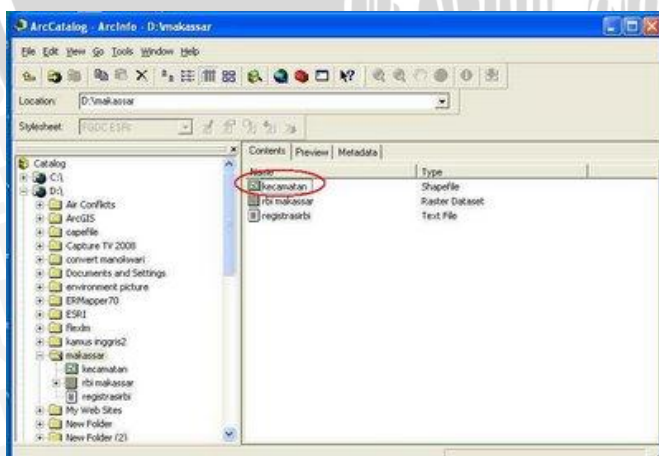 ArcCatalog - ArcInfo - D:\makassar
File Edit View Go Tools Window Help
Location: D:\makassar
Stylesheet: FGDC ESRI
Contents Preview Metadata
Catalog
C:\
D:\
Air Conflicts
ArcGIS
capefile
Capture TV 2008
convert manokwari
Documents and Settings
environment picture
ERMapper70
ESRI
flexlm
kamus inggris2
makassar
kecamatan
rbi makassar
registrasirbi
My Web Sites
New Folder
New Folder (2)
Name Type
kecamatan Shapefile
rbi makassar Raster Dataset
registrasirbi Text File